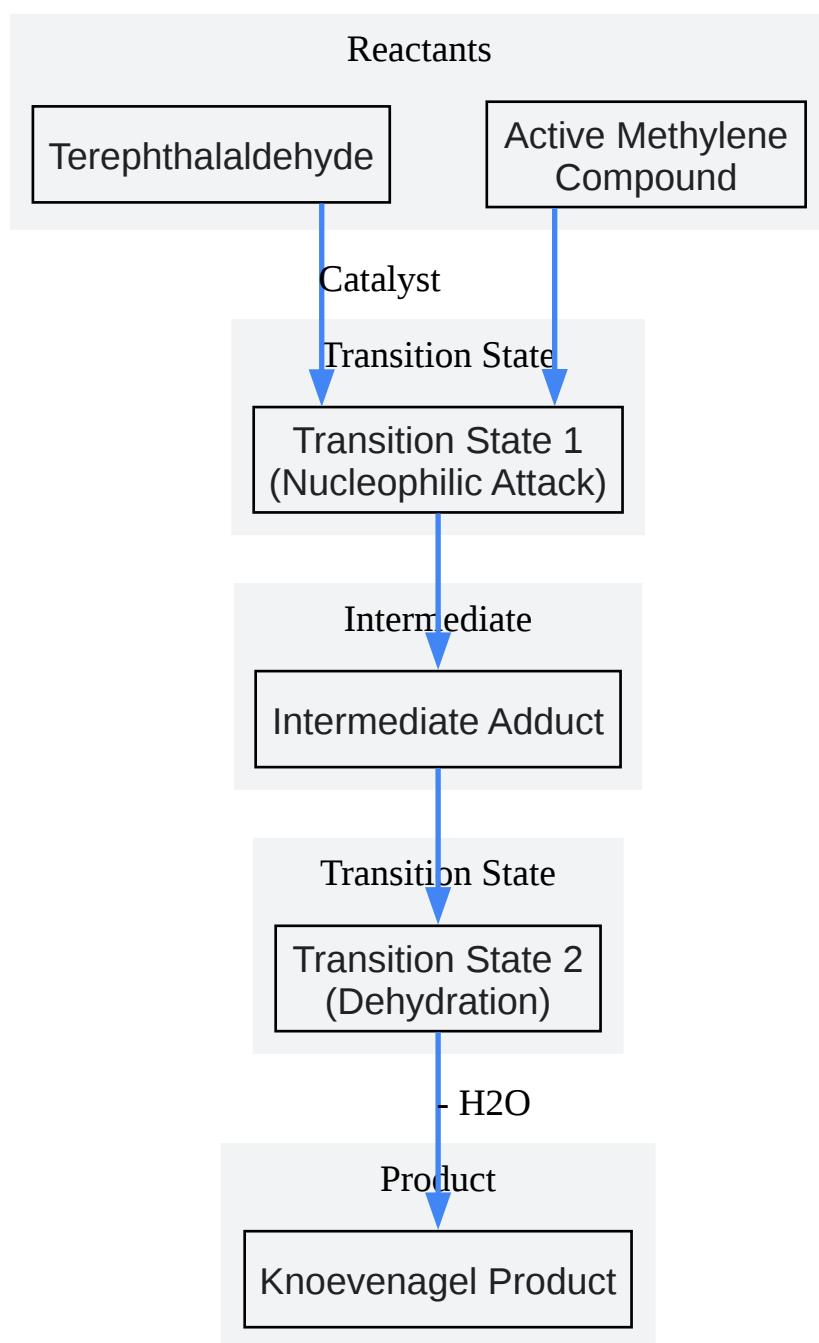 Reactants
Terephthalaldehyde
Active Methylene
Compound
Catalyst
Transition State
Transition State 1
(Nucleophilic Attack)
Intermediate
Intermediate Adduct
Transition State
Transition State 2
(Dehydration)
- H2O
Product
Knoevenagel Product